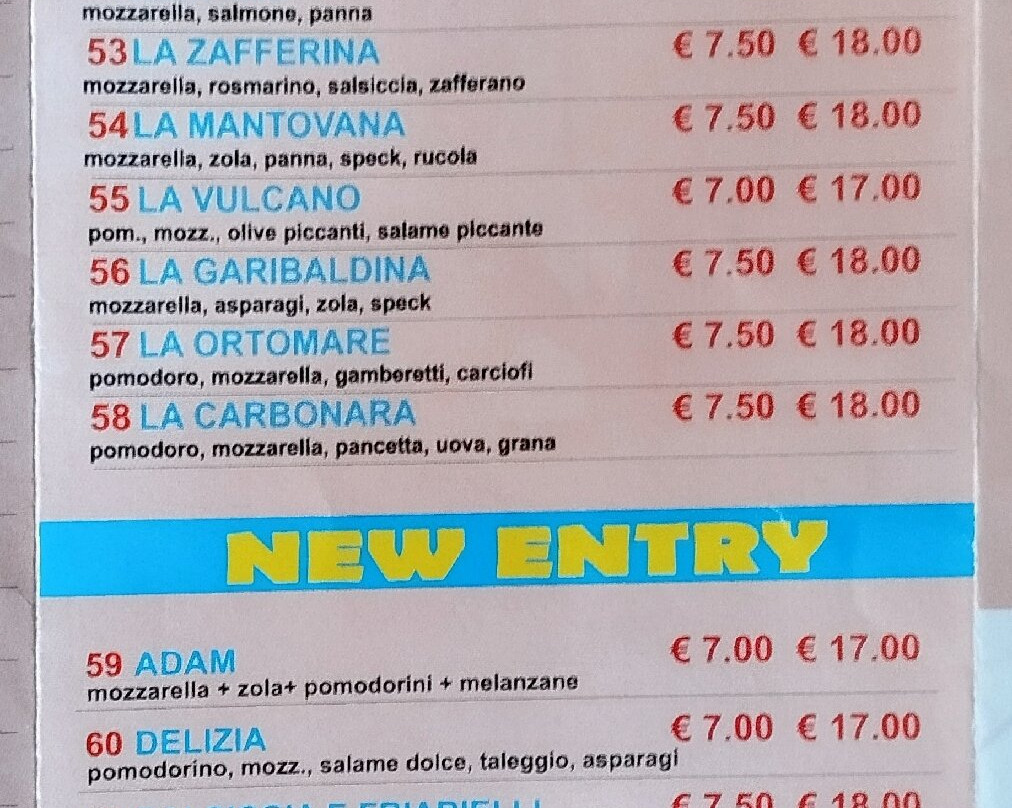 mozzarella, salmone, panna
53 LA ZAFFERINA € 7.50 € 18.00
mozzarella, rosmarino, salsiccia, zafferano
54 LA MANTOVANA € 7.50 € 18.00
mozzarella, zola, panna, speck, rucola
55 LA VULCANO € 7.00 € 17.00
pom., mozz., olive piccanti, salame piccante
56 LA GARIBALDINA € 7.50 € 18.00
mozzarella, asparagi, zola, speck
57 LA ORTOMARE € 7.50 € 18.00
pomodoro, mozzarella, gamberetti, carciofi
58 LA CARBONARA € 7.50 € 18.00
pomodoro, mozzarella, pancetta, uova, grana
NEW ENTRY
59 ADAM € 7.00 € 17.00
mozzarella + zola+ pomodorini + melanzane
60 DELIZIA € 7.00 € 17.00
pomodorino, mozz., salame dolce, taleggio, asparagi
E FRIARIELLI € 7.50 € 18.00